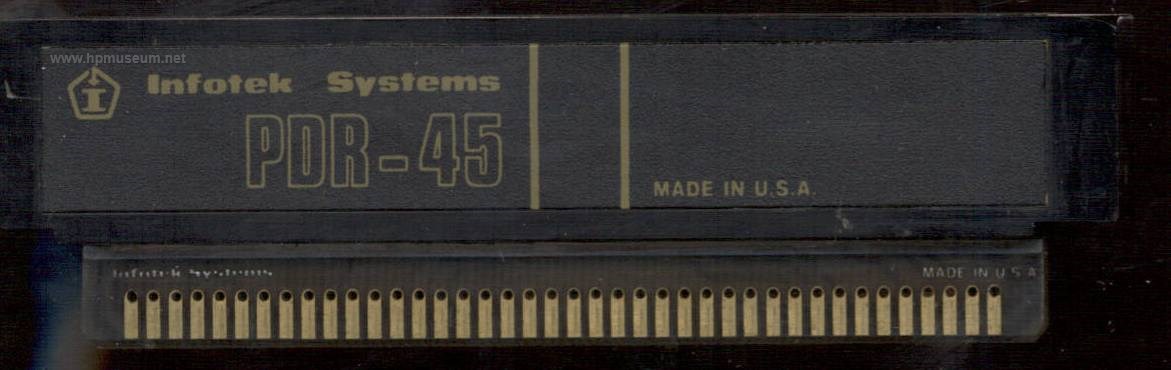 www.hpmuseum.net
Infotek Systems
PDR-45
MADE IN U.S.A.
Infotek Systems
MADE IN U S A